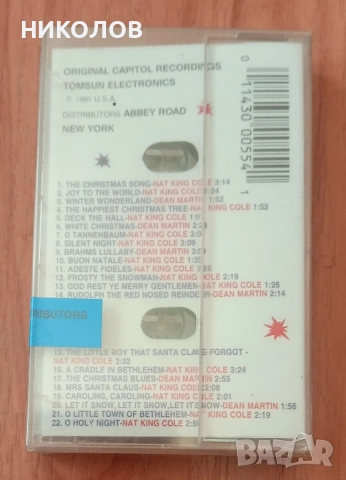 НИКОЛОВ
ORIGINAL CAPITOL RECORDINGS
TOMSUN ELECTRONICS
℗ 1991 U.S.A.
DISTRIBUTORS ABBEY ROAD
NEW YORK
0 11430 00554 1
1. THE CHRISTMAS SONG-NAT KING COLE 3:14
2. JOY TO THE WORLD-NAT KING COLE 1:34
3. WINTER WONDERLAND-DEAN MARTIN 1:52
4. THE HAPPIEST CHRISTMAS TREE-NAT KING COLE 1:52
5. DECK THE HALL-NAT KING COLE
6. WHITE CHRISTMAS-DEAN MARTIN
7. O TANNENBAUM-NAT KING COLE
8. SILENT NIGHT-NAT KING COLE 2:09
9. BRAHMS LULLABY-DEAN MARTIN
10. BUON NATALE-NAT KING COLE
11. ADESTE FIDELES-NAT KING COLE
12. FROSTY THE SNOWMAN-NAT KING COLE 2:19
13. GOD REST YE MERRY GENTLEMEN-NAT KING COLE 1:26
14. RUDOLPH THE RED NOSED REINDEER-DEAN MARTIN 2:14
RIBUTORS
15. THE LITTLE BOY THAT SANTA CLAUS FORGOT -
NAT KING COLE 2:32
16. A CRADLE IN BETHLEHEM-NAT KING COLE 3:24
17. THE CHRISTMAS BLUES-DEAN MARTIN 2:55
18. MRS SANTA CLAUS-NAT KING COLE
19. CAROLING, CAROLING-NAT KING COLE 2:01
20. LET IT SNOW, LET IT SNOW-DEAN MARTIN 1:56
21. O LITTLE TOWN OF BETHLEHEM-NAT KING COLE 2:19
22. O HOLY NIGHT-NAT KING COLE
bazar